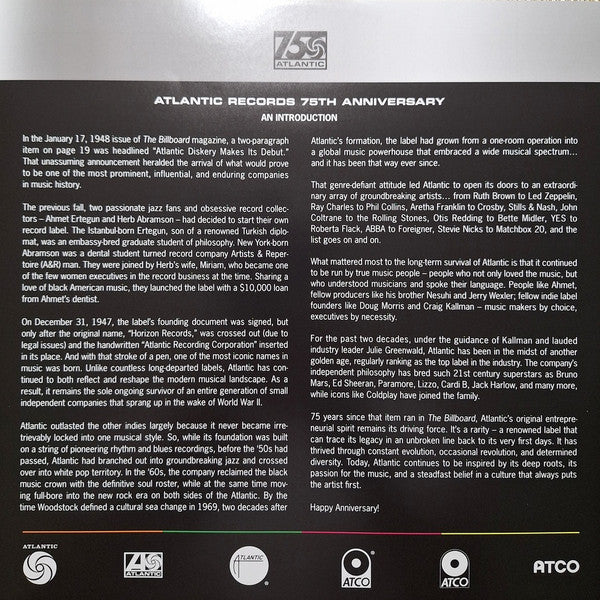 75
ATLANTIC
ATLANTIC RECORDS 75TH ANNIVERSARY
AN INTRODUCTION
In the January 17, 1948 issue of The Billboard magazine, a two-paragraph
item on page 19 was headlined “Atlantic Diskery Makes Its Debut.”
That unassuming announcement heralded the arrival of what would prove
to be one of the most prominent, influential, and enduring companies
in music history.
The previous fall, two passionate jazz fans and obsessive record collec-
tors – Ahmet Ertegun and Herb Abramson – had decided to start their own
record label. The Istanbul-born Ertegun, son of a renowned Turkish diplo-
mat, was an embassy-bred graduate student of philosophy. New York-born
Abramson was a dental student turned record company Artists & Reper-
toire (A&R) man. They were joined by Herb’s wife, Miriam, who became one
of the few women executives in the record business at the time. Sharing a
love of black American music, they launched the label with a $10,000 loan
from Ahmet’s dentist.
On December 31, 1947, the label’s founding document was signed, but
only after the original name, “Horizon Records,” was crossed out (due to
legal issues) and the handwritten “Atlantic Recording Corporation” inserted
in its place. And with that stroke of a pen, one of the most iconic names in
music was born. Unlike countless long-departed labels, Atlantic has con-
tinued to both reflect and reshape the modern musical landscape. As a
result, it remains the sole ongoing survivor of an entire generation of small
independent companies that sprang up in the wake of World War II.
Atlantic outlasted the other indies largely because it never became irre-
trievably locked into one musical style. So, while its foundation was built
on a string of pioneering rhythm and blues recordings, before the ’50s had
passed, Atlantic had branched out into groundbreaking jazz and crossed
over into white pop territory. In the ’60s, the company reclaimed the black
music crown with the definitive soul roster, while at the same time mov-
ing full-bore into the new rock era on both sides of the Atlantic. By the
time Woodstock defined a cultural sea change in 1969, two decades after
Atlantic’s formation, the label had grown from a one-room operation into
a global music powerhouse that embraced a wide musical spectrum…
and it has been that way ever since.
That genre-defiant attitude led Atlantic to open its doors to an extraordi-
nary array of groundbreaking artists… from Ruth Brown to Led Zeppelin,
Ray Charles to Phil Collins, Aretha Franklin to Crosby, Stills & Nash, John
Coltrane to the Rolling Stones, Otis Redding to Bette Midler, YES to
Roberta Flack, ABBA to Foreigner, Stevie Nicks to Matchbox 20, and the
list goes on and on.
What mattered most to the long-term survival of Atlantic is that it continued
to be run by true music people – people who not only loved the music, but
who understood musicians and spoke their language. People like Ahmet,
fellow producers like his brother Nesuhi and Jerry Wexler; fellow indie label
founders like Doug Morris and Craig Kallman – music makers by choice,
executives by necessity.
For the past two decades, under the guidance of Kallman and lauded
industry leader Julie Greenwald, Atlantic has been in the midst of another
golden age, regularly ranking as the top label in the industry. The company’s
independent philosophy has bred such 21st century superstars as Bruno
Mars, Ed Sheeran, Paramore, Lizzo, Cardi B, Jack Harlow, and many more,
while icons like Coldplay have joined the family.
75 years since that item ran in The Billboard, Atlantic’s original entrepre-
neurial spirit remains its driving force. It’s a rarity – a renowned label that
can trace its legacy in an unbroken line back to its very first days. It has
thrived through constant evolution, occasional revolution, and determined
diversity. Today, Atlantic continues to be inspired by its deep roots, its
passion for the music, and a steadfast belief in a culture that always puts
the artist first.
Happy Anniversary!
ATLANTIC
ATLANTIC
ATLANTIC
ATCO
ATCO
ATCO